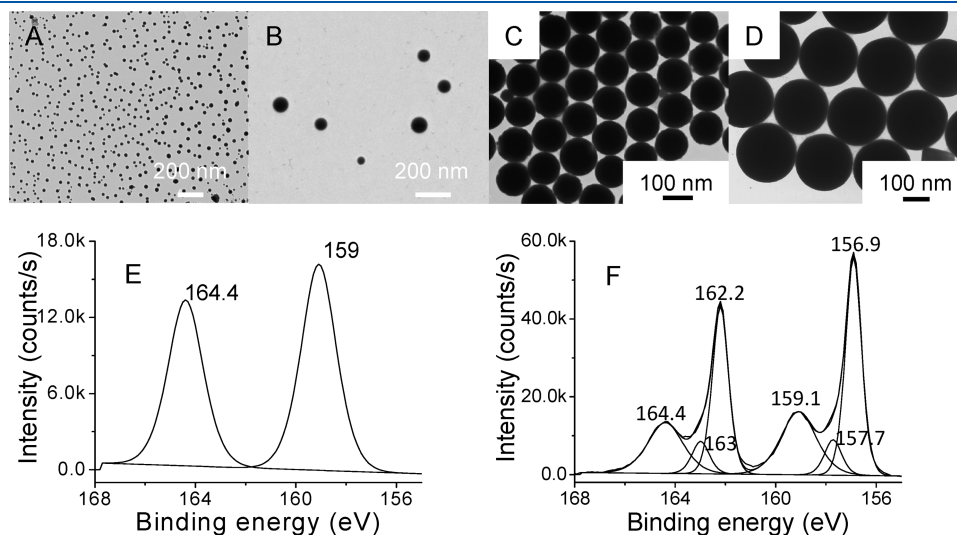 A
B
C
D
200 nm
200 nm
100 nm
100 nm
E
18.0k
12.0k
6.0k
0.0
164.4
159
Intensity (counts/s)
168
164
160
156
Binding energy (eV)
F
60.0k
40.0k
20.0k
0.0
164.4
163
162.2
159.1
157.7
156.9
Intensity (counts/s)
168
164
160
156
Binding energy (eV)